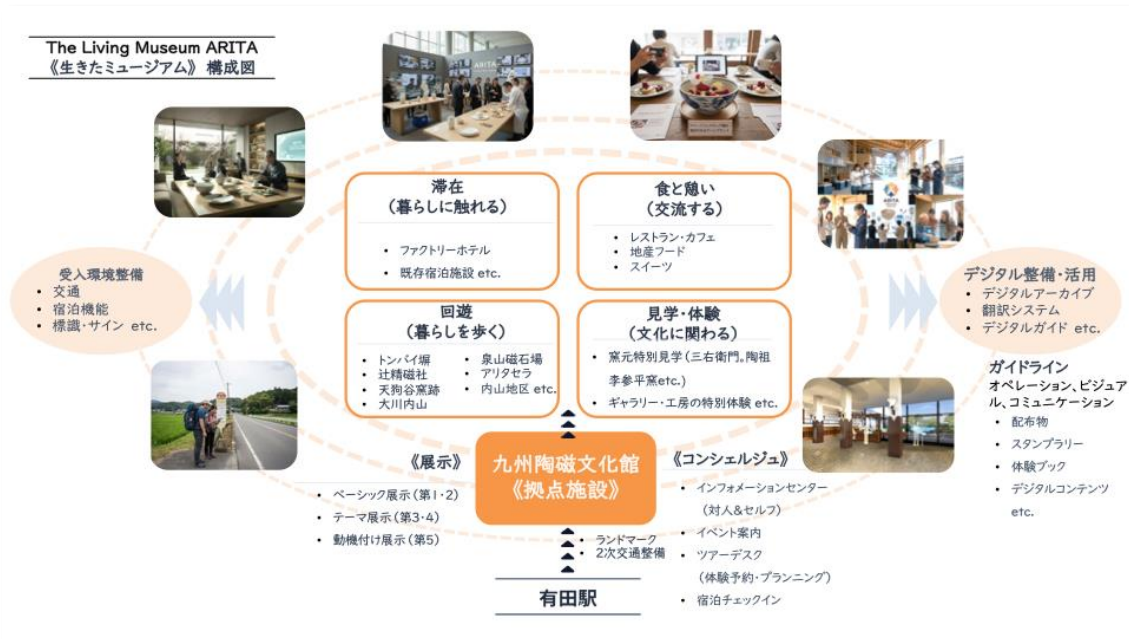 The Living Museum ARITA
《生きたミュージアム》 構成図
ARITA
滞在
（暮らしに触れる）
• ファクトリーホテル
• 既存宿泊施設 etc.
食と憩い
（交流する）
• レストラン・カフェ
• 地産フード
• スイーツ
ARITA
受入環境整備
• 交通
• 宿泊機能
• 標識・サイン etc.
デジタル整備・活用
• デジタルアーカイブ
• 翻訳システム
• デジタルガイド etc.
回遊
（暮らしを歩く）
• トンバイ塀
• 辻精磁社
• 天狗谷窯跡
• 大川内山
• 泉山磁石場
• アリタセラ
• 内山地区 etc.
見学・体験
（文化に関わる）
• 窯元特別見学（三右衛門。陶祖
李参平窯etc.）
• ギャラリー・工房の特別体験 etc.
ガイドライン
オペレーション、ビジュア
ル、コミュニケーション
• 配布物
• スタンプラリー
• 体験ブック
• デジタルコンテンツ
etc.
《展示》
• ベーシック展示（第1・2）
• テーマ展示（第3・4）
• 動機付け展示（第5）
九州陶磁文化館
《拠点施設》
《コンシェルジュ》
• インフォメーションセンター
（対人＆セルフ）
• イベント案内
• ツアーデスク
（体験予約・プランニング）
• 宿泊チェックイン
• ランドマーク
• 2次交通整備
有田駅